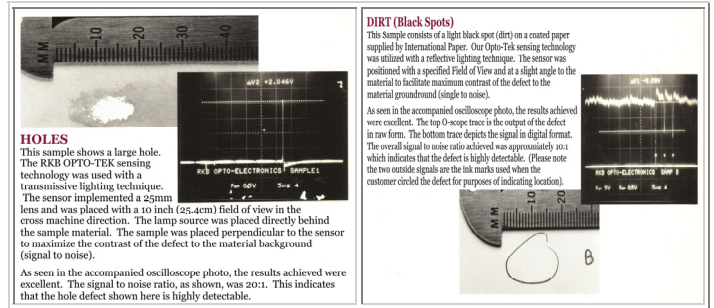 MM 10 20 30 40
ΔV2 +2.046V
RKB OPTO-ELECTRONICS SAMPLE1
HOLES
This sample shows a large hole.
The RKB OPTO-TEK sensing
technology was used with a
transmissive lighting technique.
The sensor implemented a 25mm
lens and was placed with a 10 inch (25.4cm) field of view in the
cross machine direction. The lamp source was placed directly behind
the sample material. The sample was placed perpendicular to the sensor
to maximize the contrast of the defect to the material background
(signal to noise).
As seen in the accompanied oscilloscope photo, the results achieved were
excellent. The signal to noise ratio, as shown, was 20:1. This indicates
that the hole defect shown here is highly detectable.
DIRT (Black Spots)
This Sample consists of a light black spot (dirt) on a coated paper
supplied by International Paper. Our Opto-Tek sensing technology
was utilized with a reflective lighting technique. The sensor was
positioned with a specified Field of View and at a slight angle to the
material to facilitate maximum contrast of the defect to the
material groundround (single to noise).
As seen in the accompanied oscilloscope photo, the results achieved
were excellent. The top O-scope trace is the output of the defect
in raw form. The bottom trace depicts the signal in digital format.
The overall signal to noise ratio achieved was approximately 10:1
which indicates that the defect is highly detectable. (Please note
the two outside signals are the ink marks used when the
customer circled the defect for purposes of indicating location).
RKB OPTO-ELECTRONICS SAMP B
MM 10 20
B